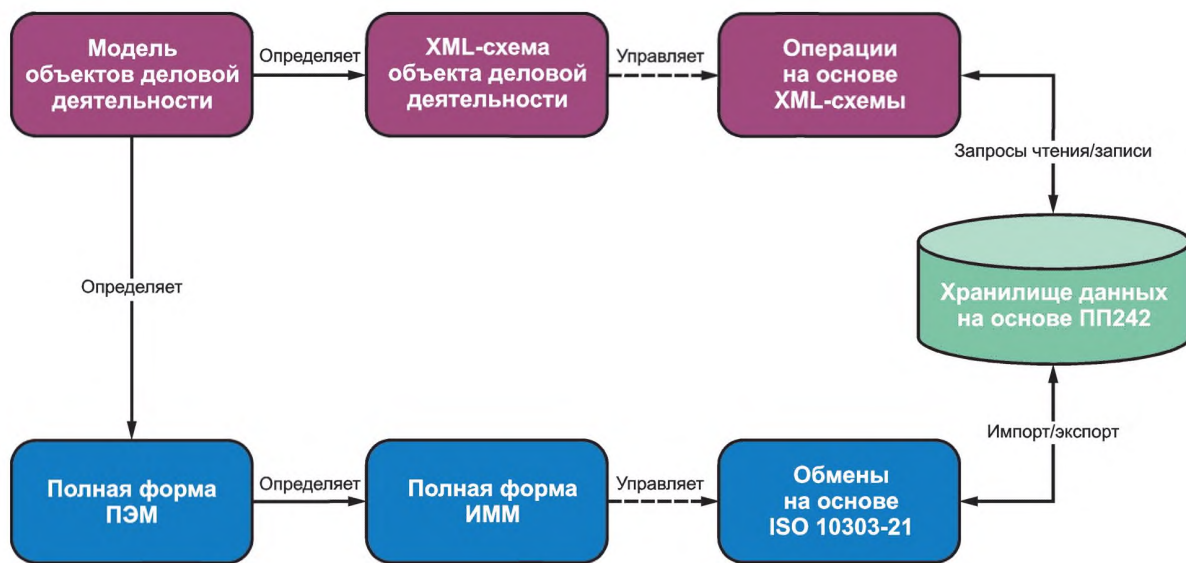 Модель
объектов деловой
деятельности
Определяет
XML-схема
объекта деловой
деятельности
Управляет
Операции
на основе
XML-схемы
Запросы чтения/записи
Определяет
Хранилище данных
на основе ПП242
Импорт/экспорт
Полная форма
ПЭМ
Определяет
Полная форма
ИММ
Управляет
Обмены
на основе
ISO 10303-21